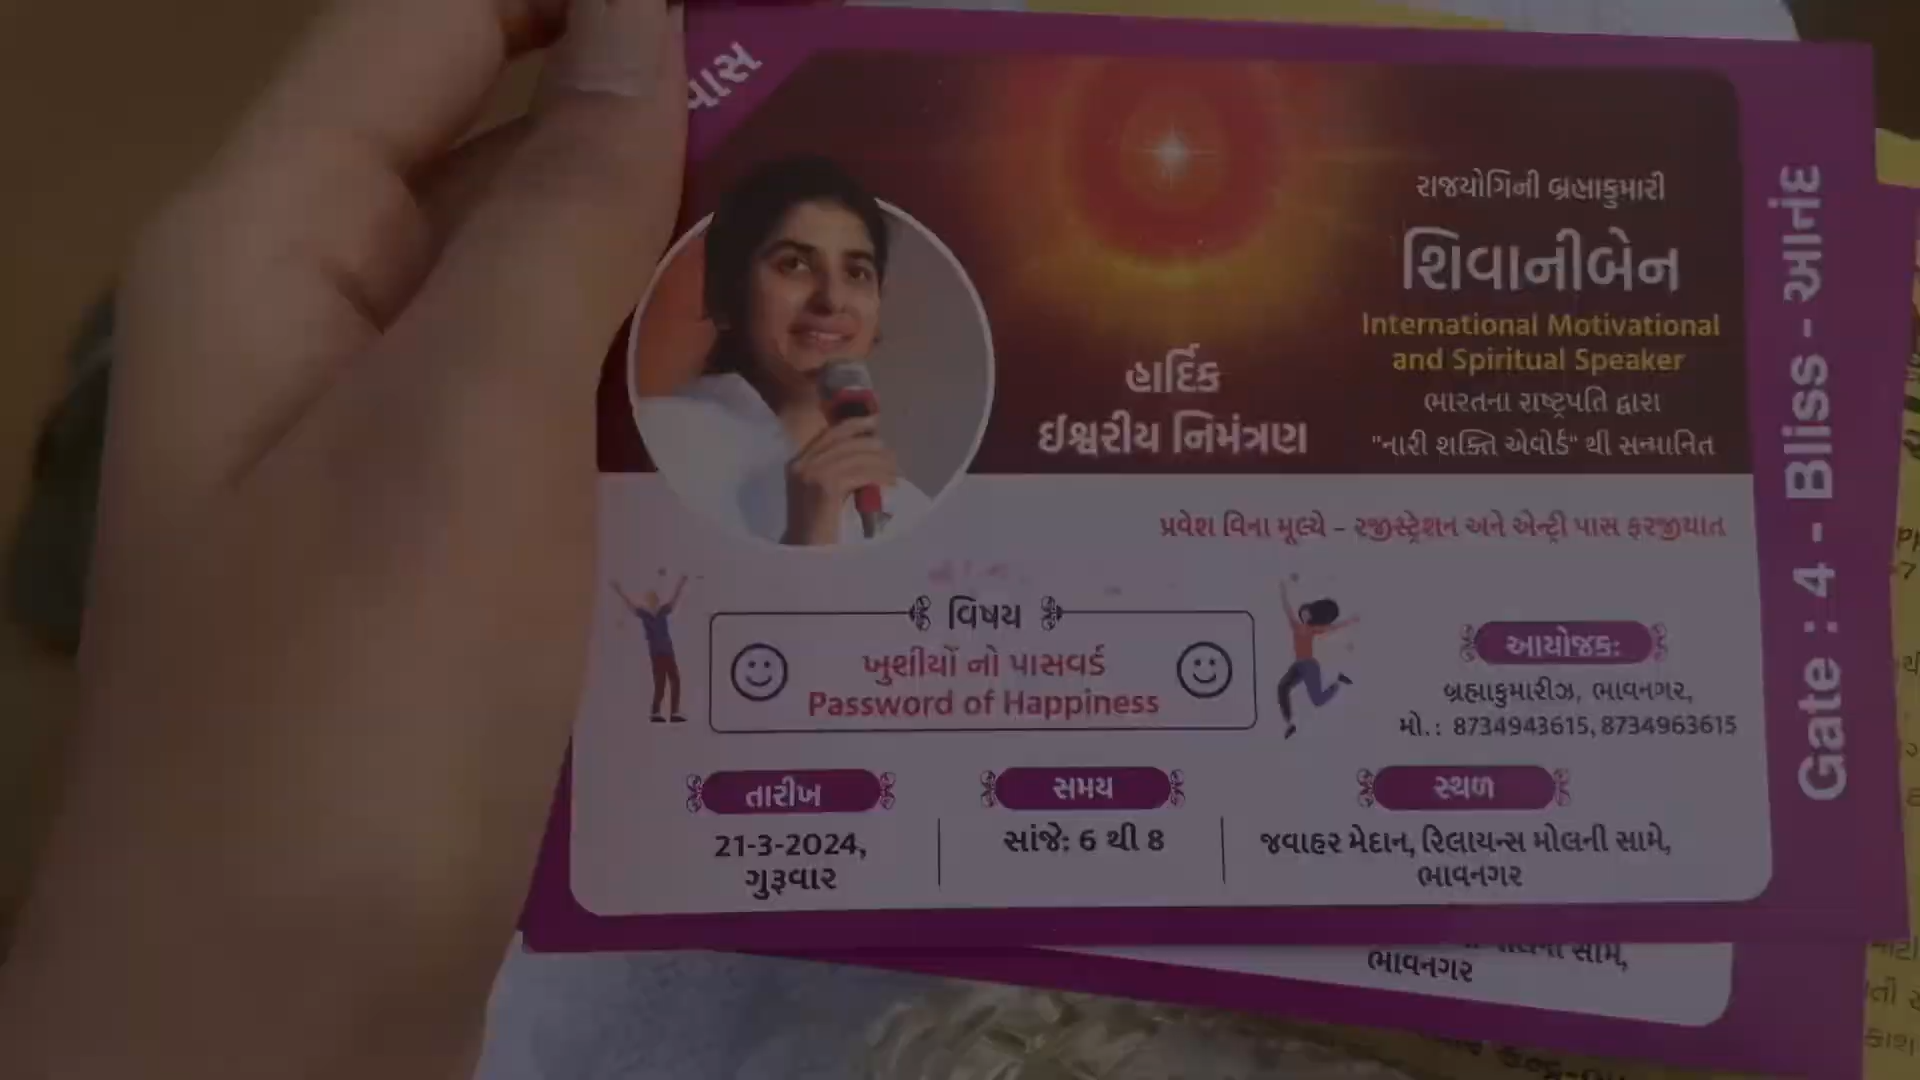 પાસ
રાજયોગિની બ્રહ્માકુમારી
શિવાનીબેન
International Motivational
and Spiritual Speaker
ભારતના રાષ્ટ્રપતિ દ્વારા
"નારી શક્તિ એવોર્ડ" થી સન્માનિત
હાર્દિક
ઈશ્વરીય નિમંત્રણ
પ્રવેશ વિના મૂલ્યે – રજીસ્ટ્રેશન અને એન્ટ્રી પાસ ફરજીયાત
વિષય
ખુશીયોં નો પાસવર્ડ
Password of Happiness
આયોજક:
બ્રહ્માકુમારીઝ, ભાવનગર,
મો. : 8734943615, 8734963615
તારીખ
21-3-2024,
ગુરૂવાર
સમય
સાંજે: 6 થી 8
સ્થળ
જવાહર મેદાન, રિલાયન્સ મોલની સામે,
ભાવનગર
Gate : 4 - Bliss - આનંદ
સામે,
ભાવનગર